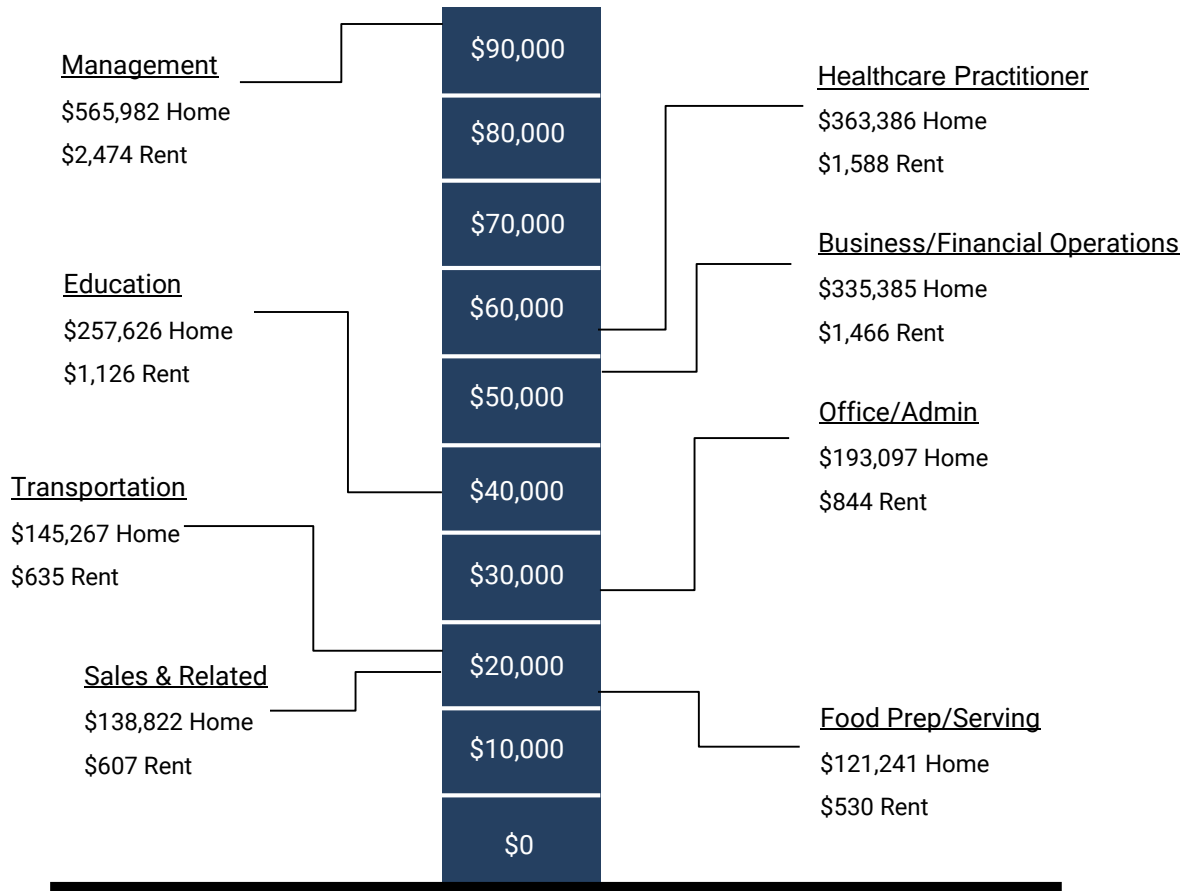 Management
$565,982 Home
$2,474 Rent
Education
$257,626 Home
$1,126 Rent
Transportation
$145,267 Home
$635 Rent
Sales & Related
$138,822 Home
$607 Rent
$90,000
$80,000
$70,000
$60,000
$50,000
$40,000
$30,000
$20,000
$10,000
$0
Healthcare Practitioner
$363,386 Home
$1,588 Rent
Business/Financial Operations
$335,385 Home
$1,466 Rent
Office/Admin
$193,097 Home
$844 Rent
Food Prep/Serving
$121,241 Home
$530 Rent